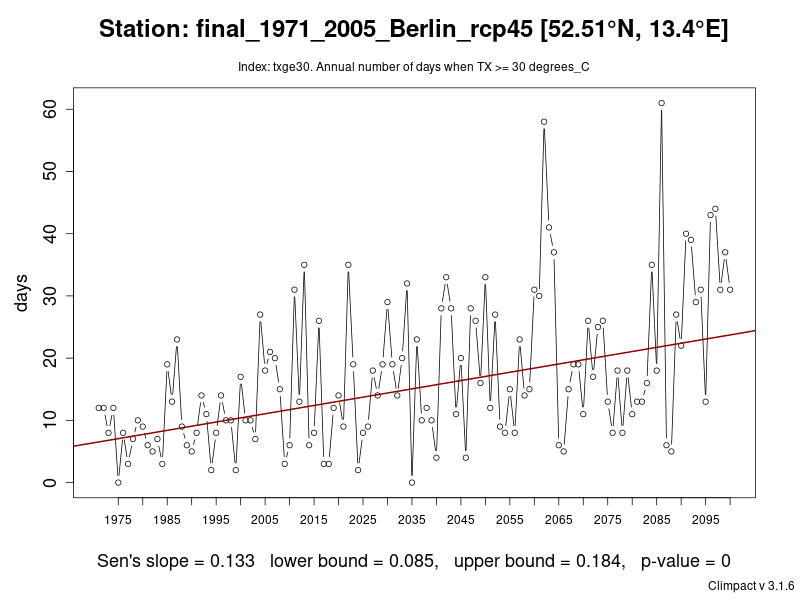 Station: final_1971_2005_Berlin_rcp45 [52.51°N, 13.4°E]
Index: txge30. Annual number of days when TX >= 30 degrees_C
days
60
50
40
30
20
10
0
1975 1985 1995 2005 2015 2025 2035 2045 2055 2065 2075 2085 2095
Sen's slope = 0.133 lower bound = 0.085, upper bound = 0.184, p-value = 0
Climpact v 3.1.6